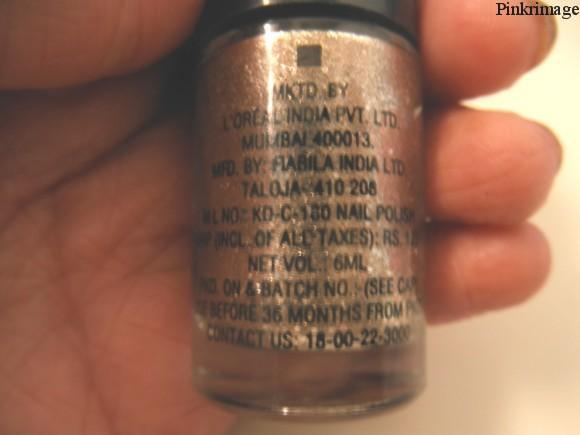 Pinkrimage
MKTD. BY
L'ORÉAL INDIA PVT. LTD.
MUMBAI 400013.
MFD. BY: FIABILA INDIA LTD.
TALOJA- 410 208
M L NO.: KD-C-180 NAIL POLISH
(INCL. OF ALL TAXES): RS.
NET VOL.: 6ML
ON & BATCH NO.:- (SEE
BEFORE 36 MONTHS FROM
CONTACT US: 18-00-22-3000